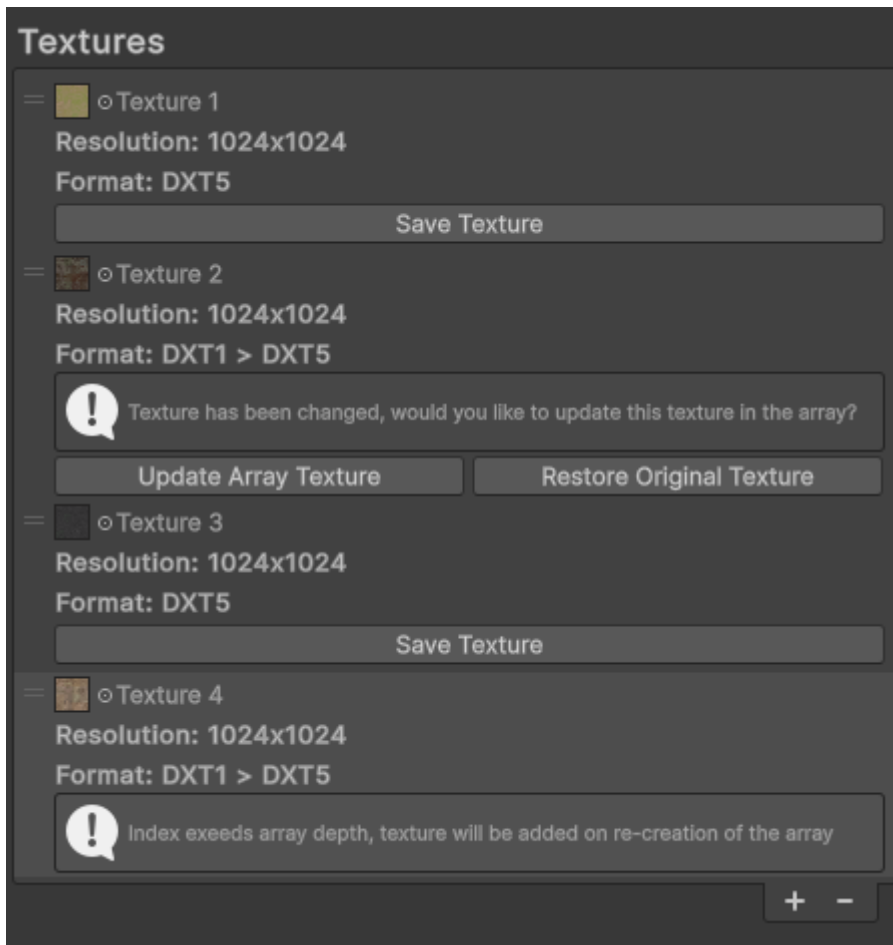 Textures
Texture 1
Resolution: 1024x1024
Format: DXT5
Save Texture
Texture 2
Resolution: 1024x1024
Format: DXT1 > DXT5
Texture has been changed, would you like to update this texture in the array?
Update Array Texture
Restore Original Texture
Texture 3
Resolution: 1024x1024
Format: DXT5
Save Texture
Texture 4
Resolution: 1024x1024
Format: DXT1 > DXT5
Index exeeds array depth, texture will be added on re-creation of the array
+ -